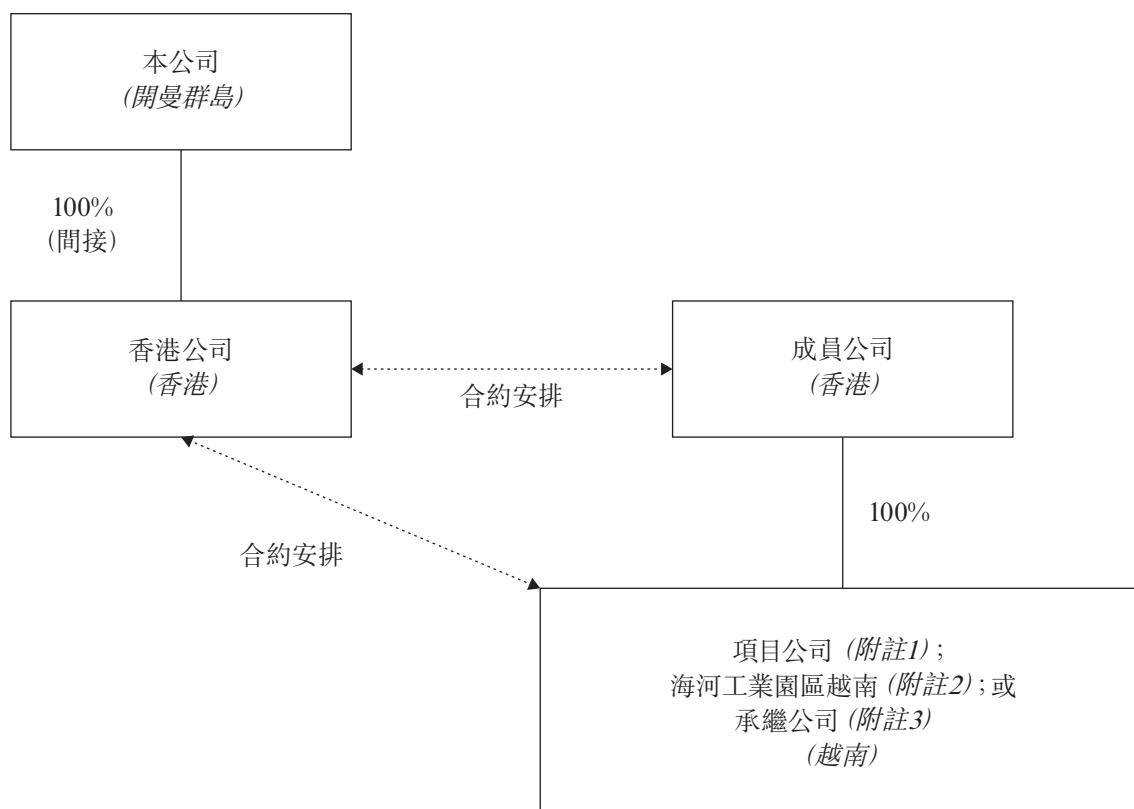 本公司
(開曼群島)
100%
(間接)
香港公司
(香港)
合約安排
成員公司
(香港)
100%
合約安排
項目公司 (附註1)；
海河工業園區越南 (附註2)；或
承繼公司 (附註3)
(越南)